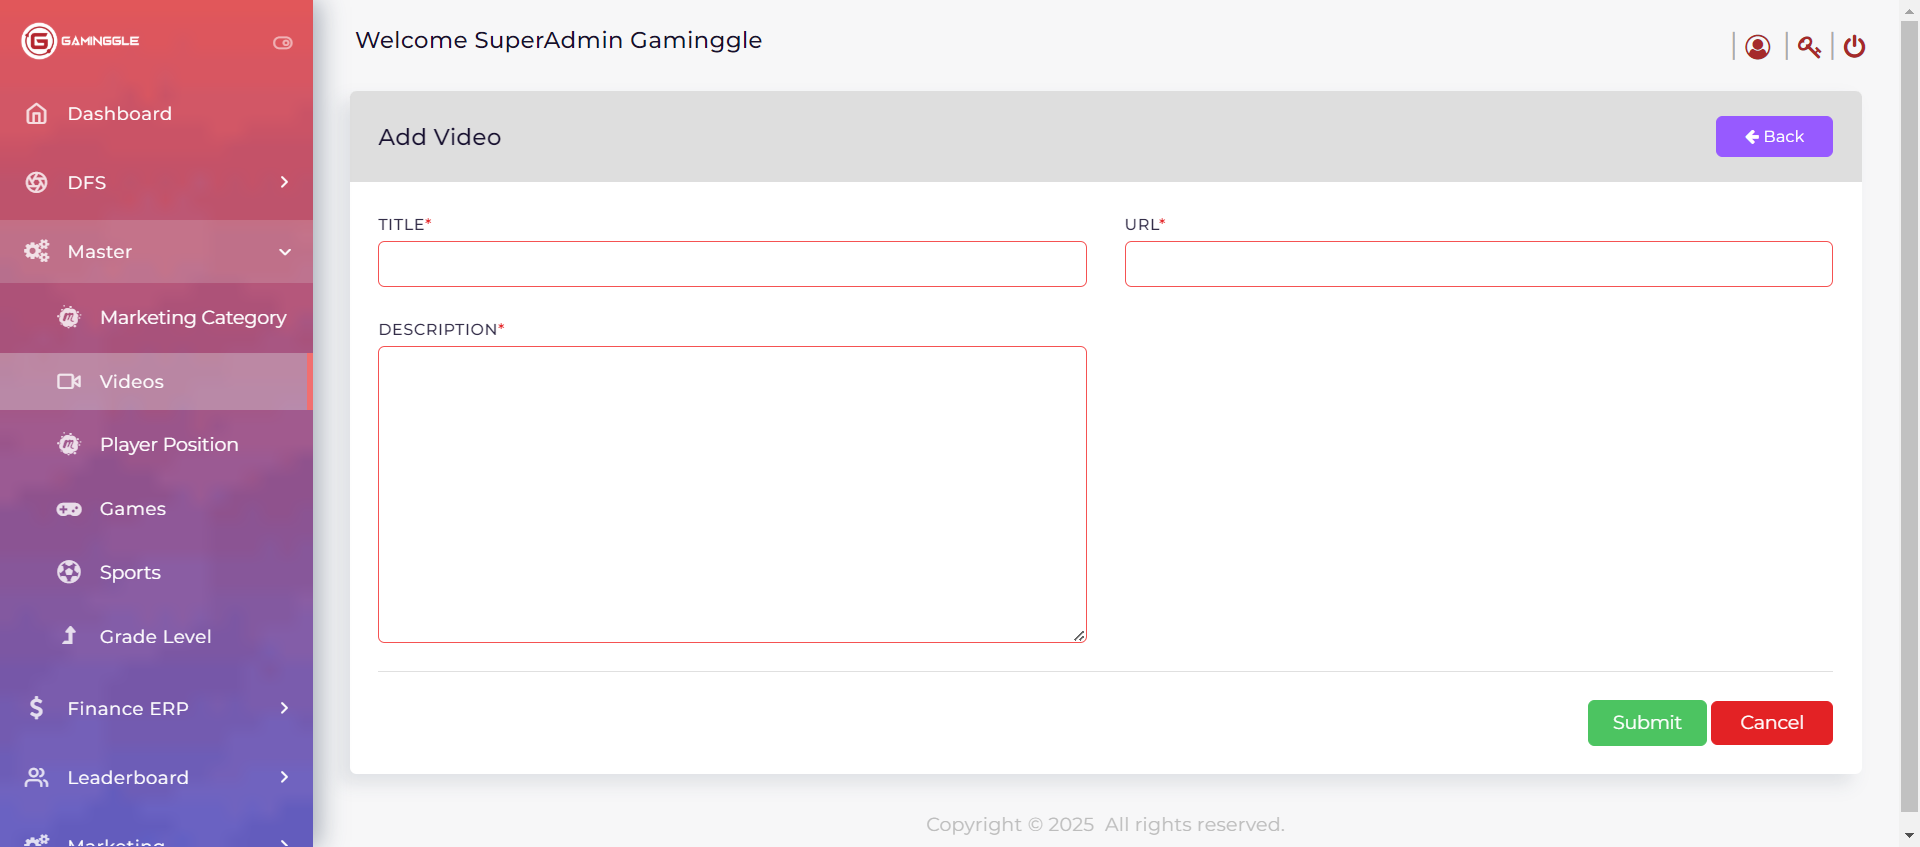 GAMINGGLE
Welcome SuperAdmin Gaminggle
Dashboard
DFS
Master
Marketing Category
Videos
Player Position
Games
Sports
Grade Level
Finance ERP
Leaderboard
Marketing
Add Video
Back
TITLE*
URL*
DESCRIPTION*
Submit
Cancel
Copyright © 2025 All rights reserved.